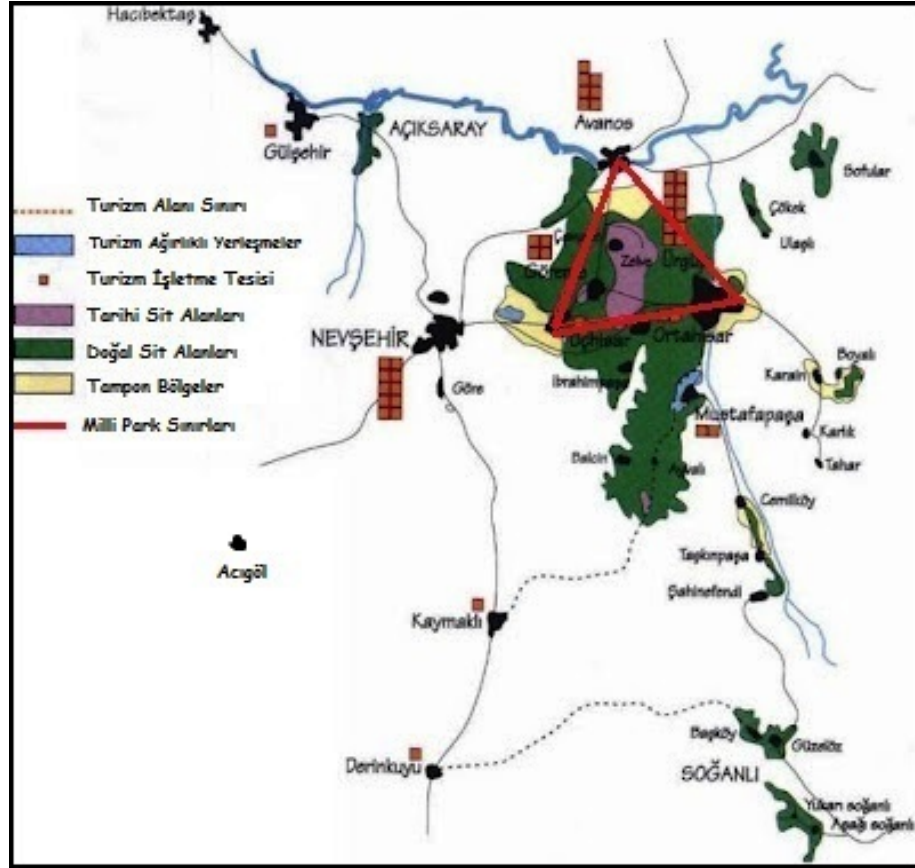 Hacıbektaş
Avanos
AÇIKSARAY
Gülşehir
Sofular
Çökek
Ulaşlı
Turizm Alanı Sınırı
Turizm Ağırlıklı Yerleşmeler
Turizm İşletme Tesisi
Tarihi Sit Alanları
Doğal Sit Alanları
Tampon Bölgeler
Milli Park Sınırları
Zelve
Ürgüp
NEVŞEHİR
Uçhisar
Ortahisar
İbrahimpaşa
Göre
Boyalı
Karain
Mustafapaşa
Karlık
Tahar
Balcin
Ayvalı
Cemilköy
Taşkınpaşa
Şahinefendi
Acıgöl
Kaymaklı
Derinkuyu
Başköy
Güzelöz
SOĞANLI
Yukarı soğanlı
Aşağı soğanlı